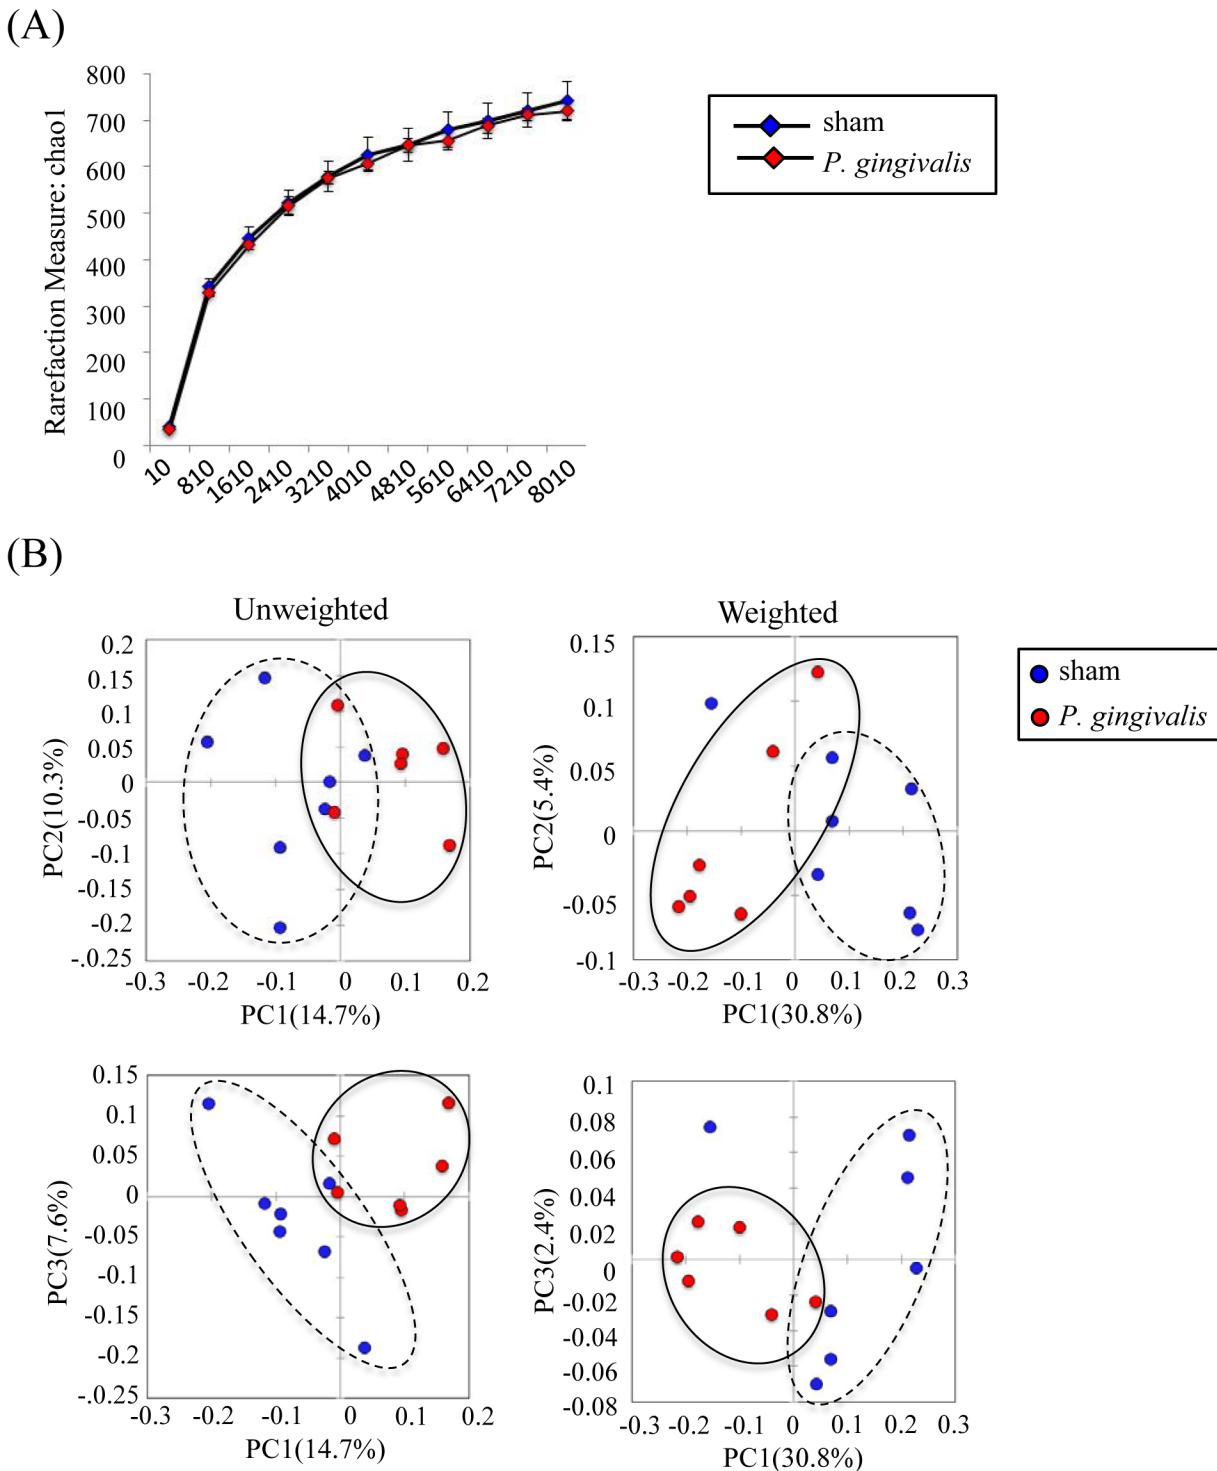 (A)
Rarefaction Measure: chao1
800
700
600
500
400
300
200
100
0
10 810 1610 2410 3210 4010 4810 5610 6410 7210 8010
sham
P. gingivalis
(B)
Unweighted
PC2(10.3%)
0.2
0.15
0.1
0.05
0
-0.05
-0.1
-0.15
-0.2
-0.25
-0.3 -0.2 -0.1 0 0.1 0.2
PC1(14.7%)
Weighted
PC2(5.4%)
0.15
0.1
0.05
0
-0.05
-0.1
-0.3 -0.2 -0.1 0 0.1 0.2 0.3
PC1(30.8%)
sham
P. gingivalis
PC3(7.6%)
0.15
0.1
0.05
0
-0.05
-0.1
-0.15
-0.2
-0.25
-0.3 -0.2 -0.1 0 0.1 0.2
PC1(14.7%)
PC3(2.4%)
0.1
0.08
0.06
0.04
0.02
0
-0.02
-0.04
-0.06
-0.08
-0.3 -0.2 -0.1 0 0.1 0.2 0.3
PC1(30.8%)